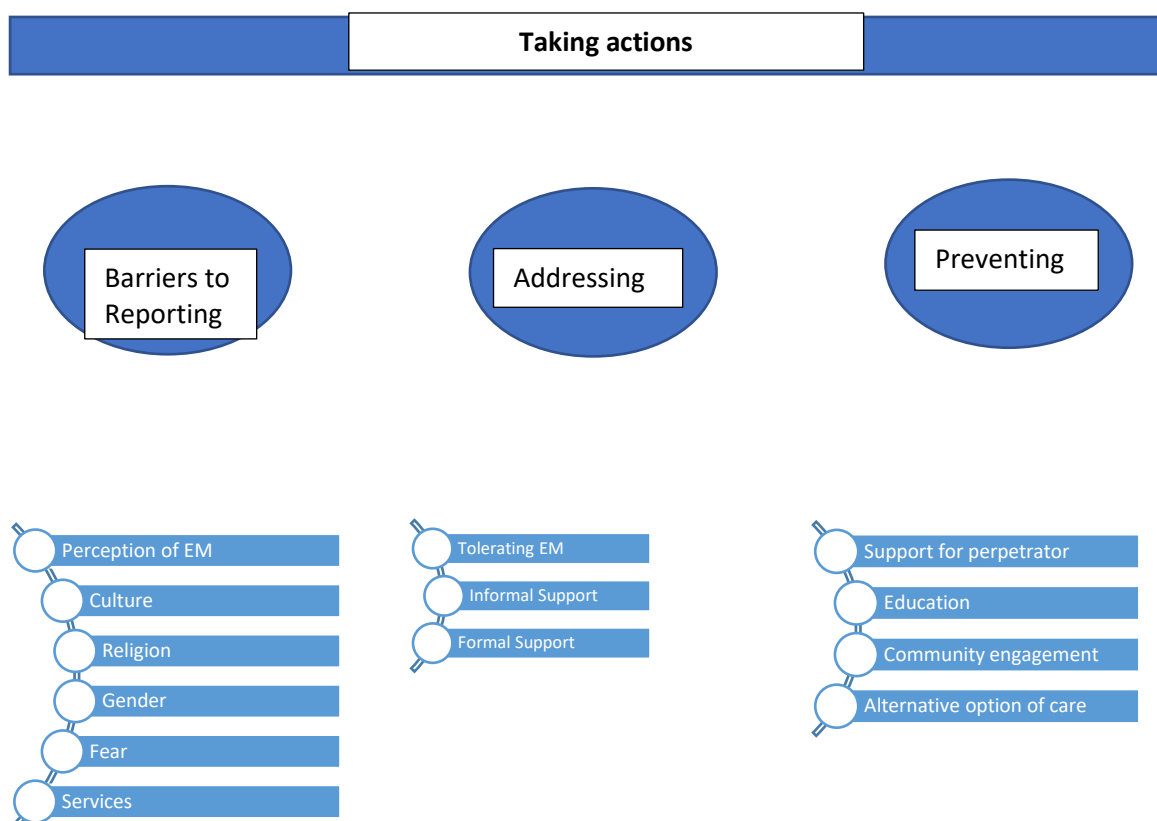 Taking actions
Barriers to
Reporting
Addressing
Preventing
Perception of EM
Culture
Religion
Gender
Fear
Services
Tolerating EM
Informal Support
Formal Support
Support for perpetrator
Education
Community engagement
Alternative option of care